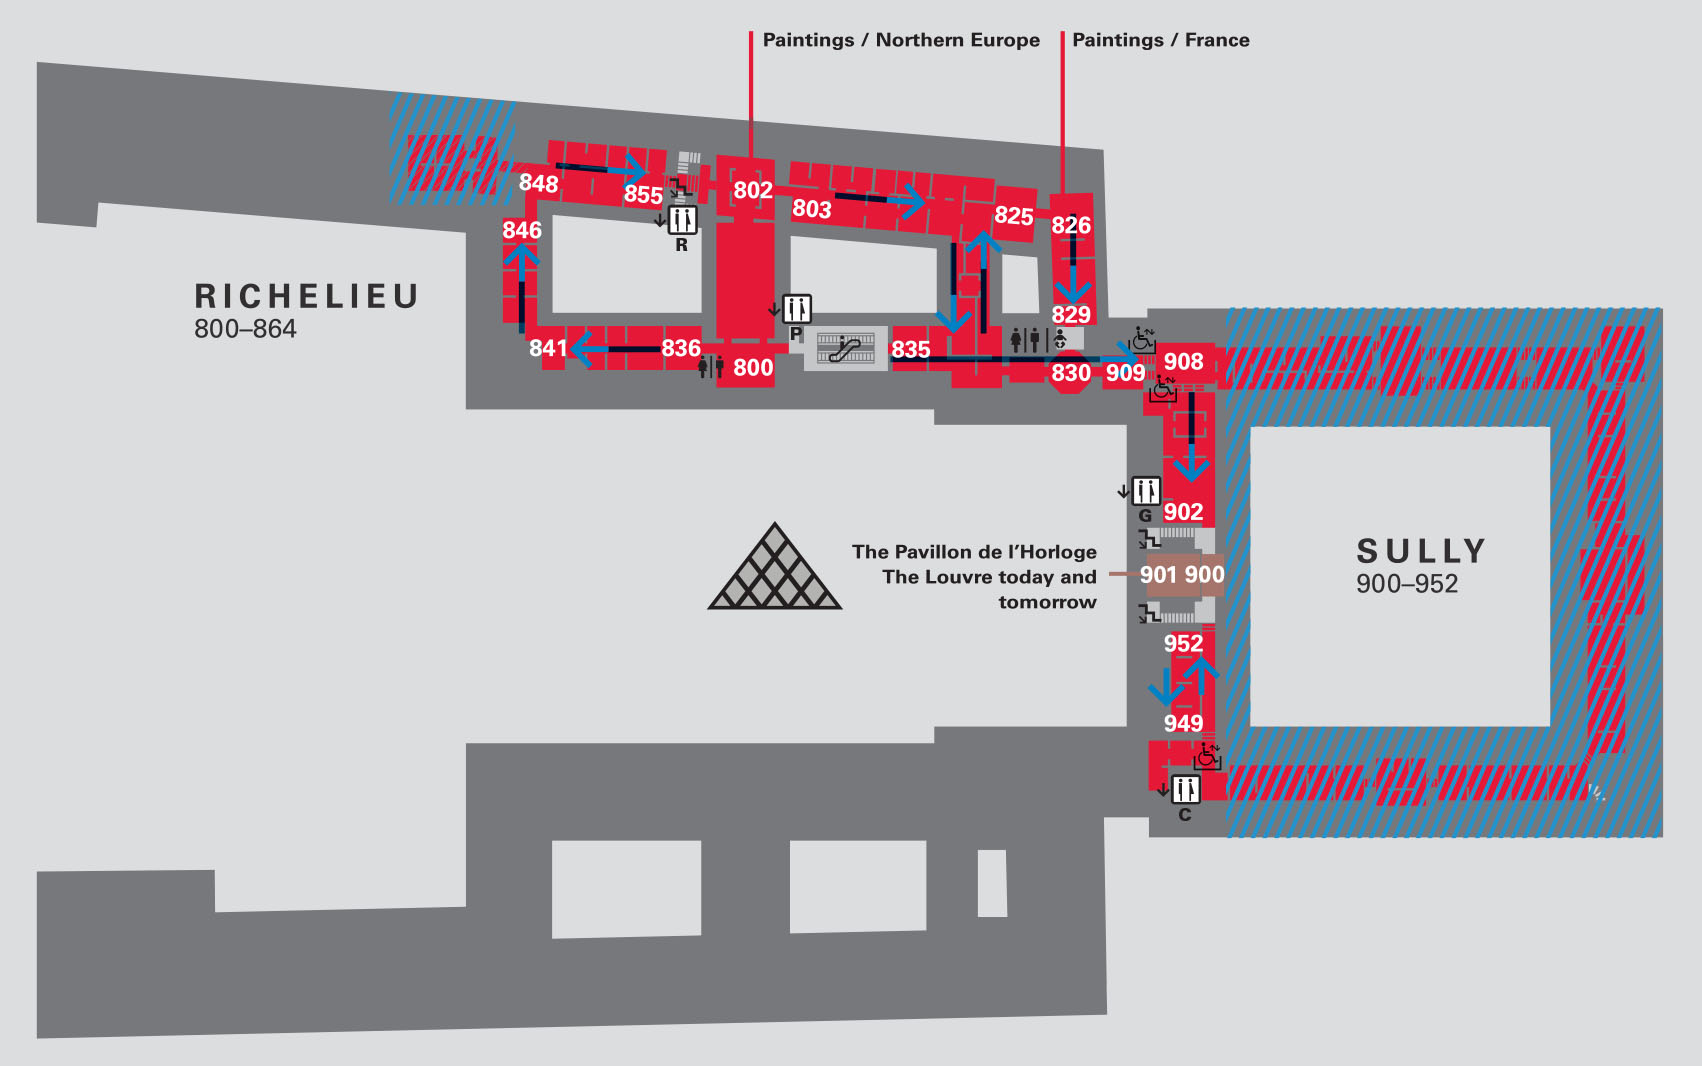 Paintings / Northern Europe
Paintings / France
848
855
802
803
825
826
846
R
RICHELIEU
800–864
P
829
841
836
800
835
830
909
908
902
G
The Pavillon de l'Horloge
The Louvre today and
tomorrow
901 900
SULLY
900–952
952
949
C